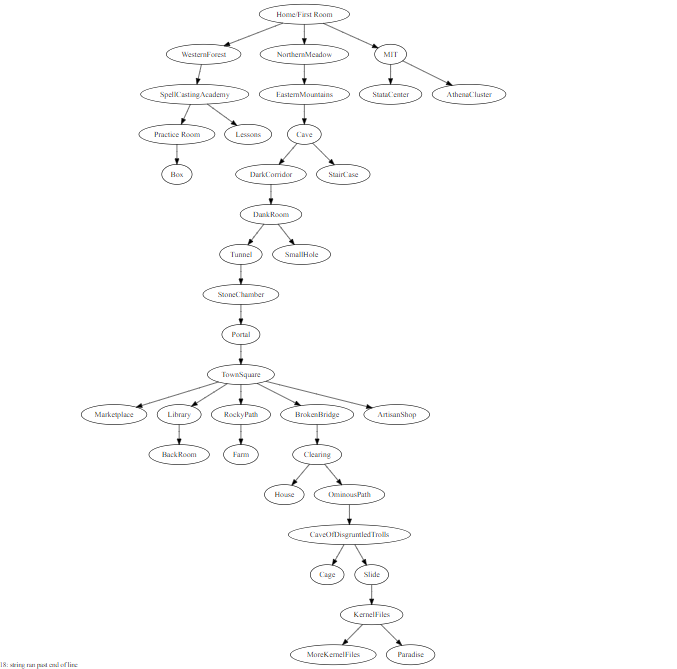 Home/First Room
WesternForest NorthernMeadow MIT
SpellCastingAcademy EasternMountains StataCenter AthenaCluster
Practice Room Lessons Cave
Box DarkCorridor StairCase
DankRoom
Tunnel SmallHole
StoneChamber
Portal
TownSquare
Marketplace Library RockyPath BrokenBridge ArtisanShop
BackRoom Farm Clearing
House OminousPath
CaveOfDisgruntledTrolls
Cage Slide
KernelFiles
MoreKernelFiles Paradise
18: string ran past end of line